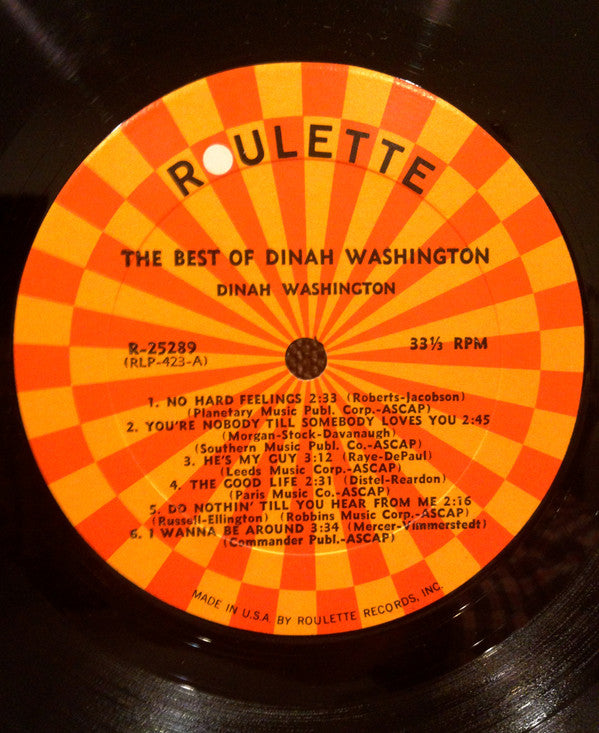 ROULETTE
THE BEST OF DINAH WASHINGTON
DINAH WASHINGTON
R-25289
(RLP-423-A)
33⅓ RPM
1. NO HARD FEELINGS 2:33 (Roberts-Jacobson)
(Planetary Music Publ. Corp.-ASCAP)
2. YOU'RE NOBODY TILL SOMEBODY LOVES YOU 2:45
(Morgan-Stock-Davanaugh)
(Southern Music Publ. Co.-ASCAP)
3. HE'S MY GUY 3:12 (Raye-DePaul)
(Leeds Music Corp.-ASCAP)
4. THE GOOD LIFE 2:31 (Distel-Reardon)
(Paris Music Co.-ASCAP)
5. DO NOTHIN' TILL YOU HEAR FROM ME 2:16
(Russell-Ellington) (Robbins Music Corp.-ASCAP)
6. I WANNA BE AROUND 3:34 (Mercer-Vimmerstedt)
(Commander Publ.-ASCAP)
MADE IN U.S.A. BY ROULETTE RECORDS, INC.